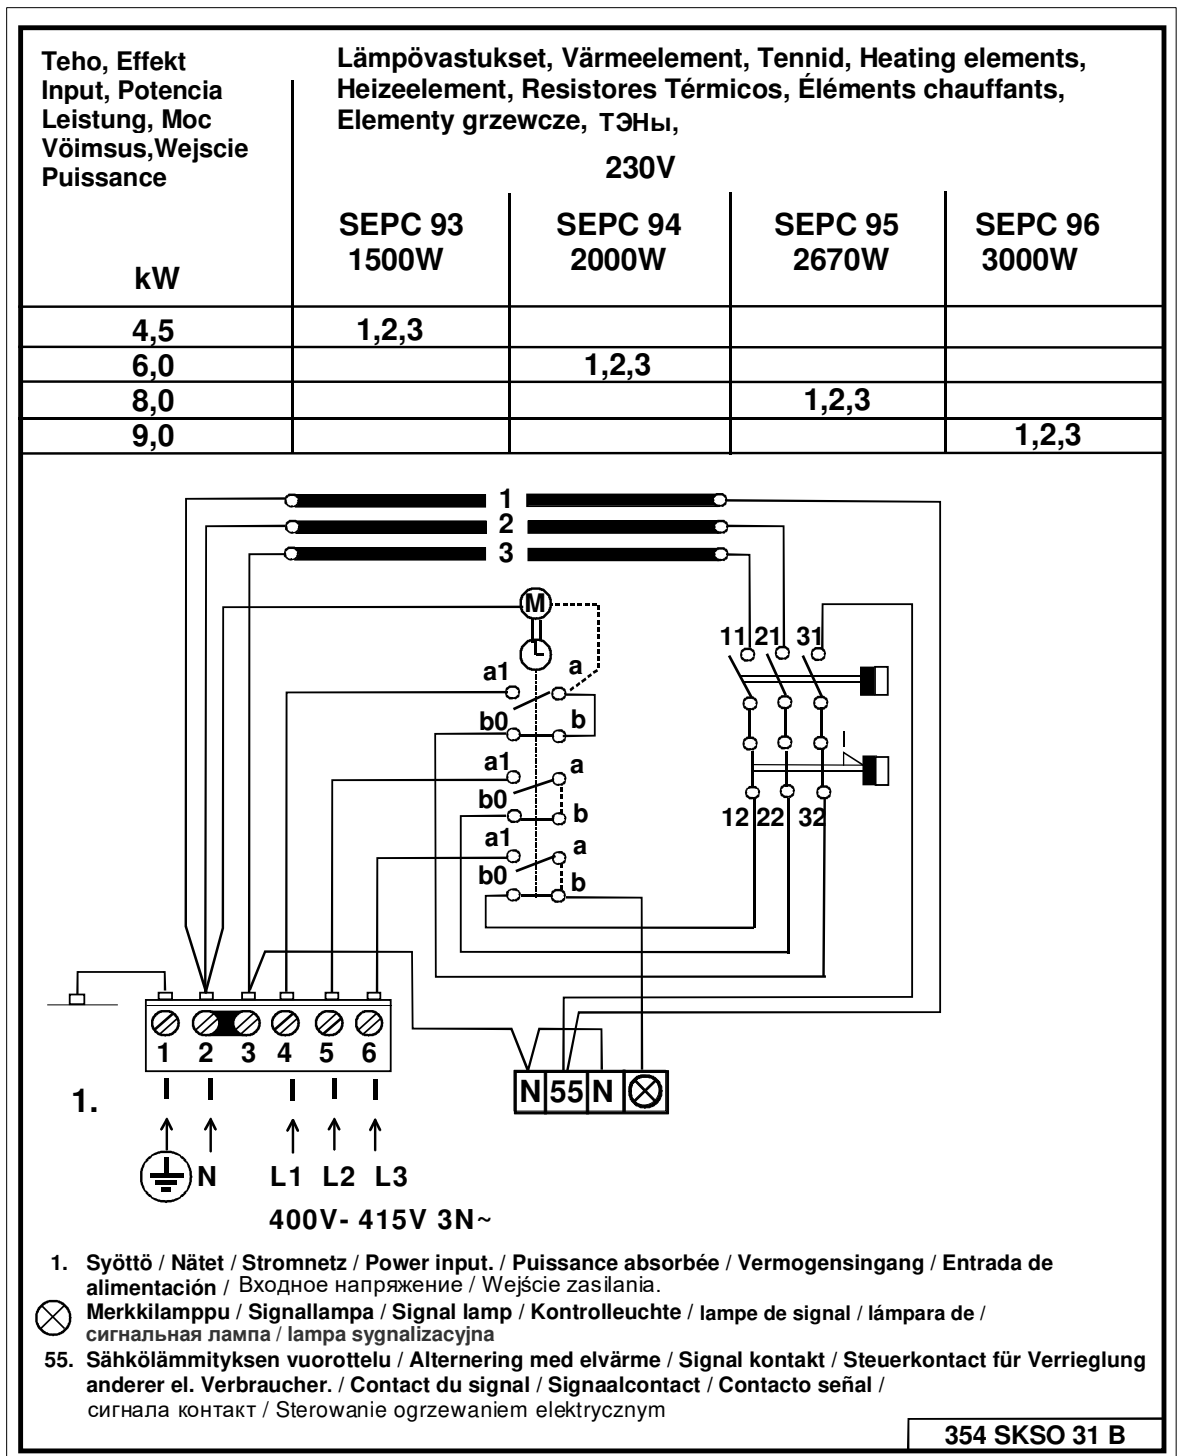 Teho, Effekt
Input, Potencia
Leistung, Moc
Vöimsus,Wejscie
Puissance
kW
Lämpövastukset, Värmeelement, Tennid, Heating elements,
Heizeelement, Resistores Térmicos, Éléments chauffants,
Elementy grzewcze, ТЭНы,
230V
SEPC 93 SEPC 94 SEPC 95 SEPC 96
1500W 2000W 2670W 3000W
4,5 1,2,3
6,0 1,2,3
8,0 1,2,3
9,0 1,2,3
1
2
3
M
11 21 31
a1 a
b0 b
a1 a
b0 b
12 22 32
a1 a
b0 b
1 2 3 4 5 6
N 55 N
1.
N L1 L2 L3
400V- 415V 3N~
1. Syöttö / Nätet / Stromnetz / Power input. / Puissance absorbée / Vermogensingang / Entrada de
alimentación / Входное напряжение / Wejście zasilania.
Merkkilamppu / Signallampa / Signal lamp / Kontrolleuchte / lampe de signal / lámpara de /
сигнальная лампа / lampa sygnalizacyjna
55. Sähkölämmityksen vuorottelu / Alternering med elvärme / Signal kontakt / Steuerkontact für Verrieglung
anderer el. Verbraucher. / Contact du signal / Signaalcontact / Contacto señal /
сигнала контакт / Sterowanie ogrzewaniem elektrycznym
354 SKSO 31 B